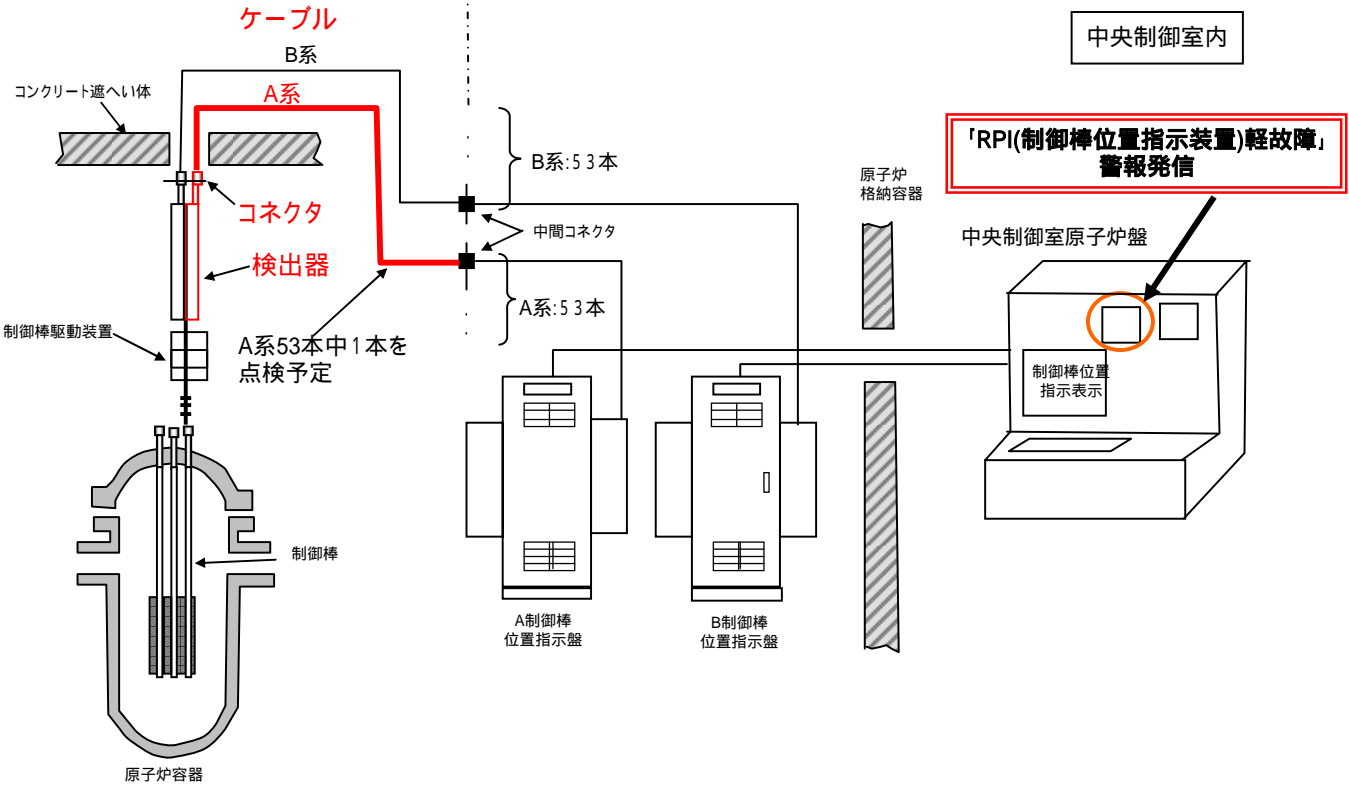 ケーブル
B系
中央制御室内
コンクリート遮へい体
A系
「RPI(制御棒位置指示装置)軽故障」
警報発信
B系:53本
原子炉
格納容器
コネクタ
中間コネクタ
中央制御室原子炉盤
検出器
A系:53本
制御棒駆動装置
A系53本中1本を
点検予定
制御棒位置
指示表示
制御棒
A制御棒
位置指示盤
B制御棒
位置指示盤
原子炉容器